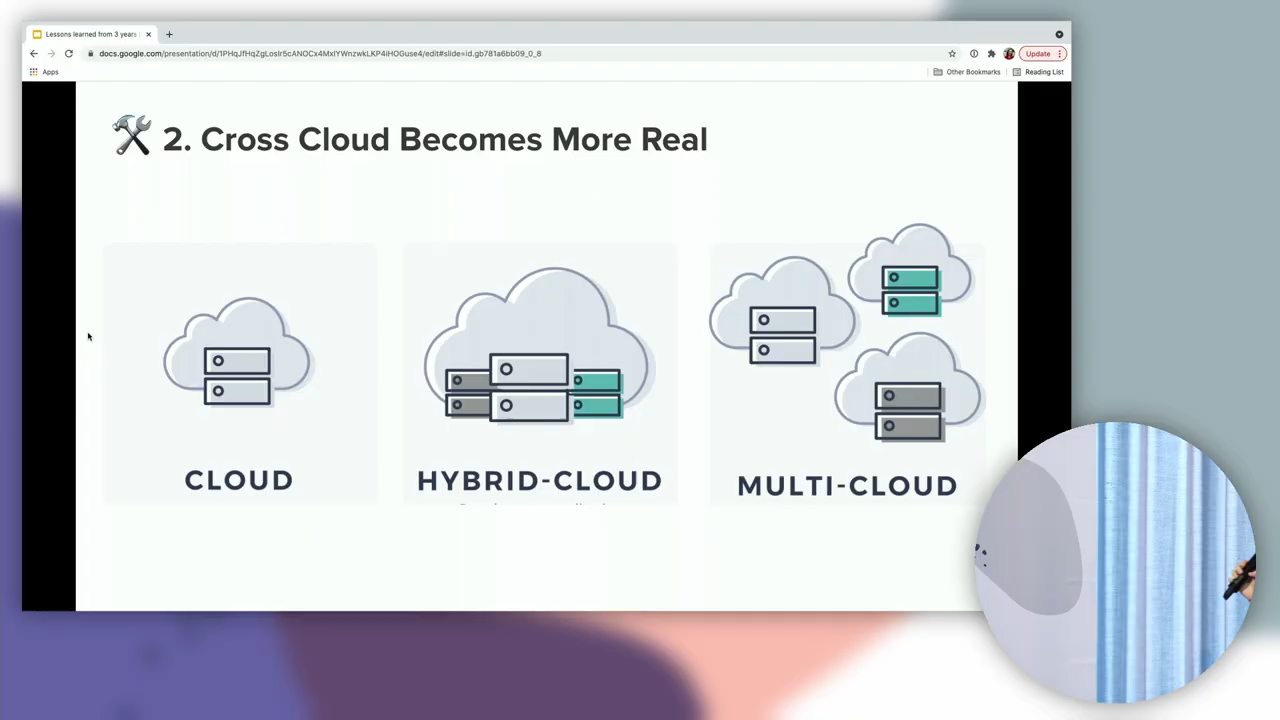 Lessons learned from 3 years
docs.google.com/presentation/d/1PHqJfHqZgLosIr5cANOCx4MxlYWnzwkLKP4iHOGuse4/edit#slide=id.gb781a6bb09_0_8
Update
Apps
Other Bookmarks
Reading List
2. Cross Cloud Becomes More Real
CLOUD
HYBRID-CLOUD
MULTI-CLOUD